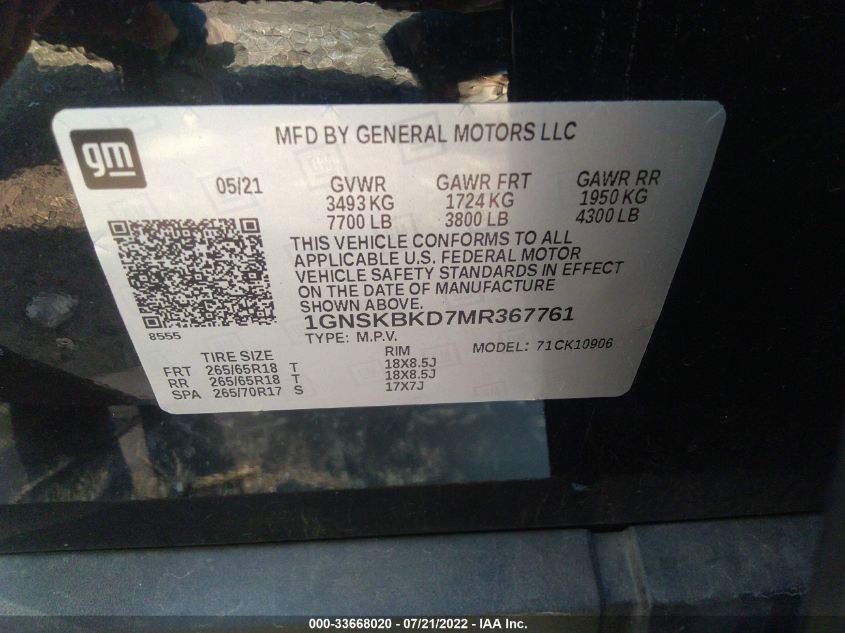 gm
MFD BY GENERAL MOTORS LLC
05/21 GVWR GAWR FRT GAWR RR
3493 KG 1724 KG 1950 KG
7700 LB 3800 LB 4300 LB
THIS VEHICLE CONFORMS TO ALL
APPLICABLE U.S. FEDERAL MOTOR
VEHICLE SAFETY STANDARDS IN EFFECT
ON THE DATE OF MANUFACTURE
SHOWN ABOVE.
8555 1GNSKBKD7MR367761
TYPE: M.P.V. MODEL: 71CK10906
TIRE SIZE RIM
FRT 265/65R18 T 18X8.5J
RR 265/65R18 T 18X8.5J
SPA 265/70R17 S 17X7J
000-33668020 - 07/21/2022 - IAA Inc.